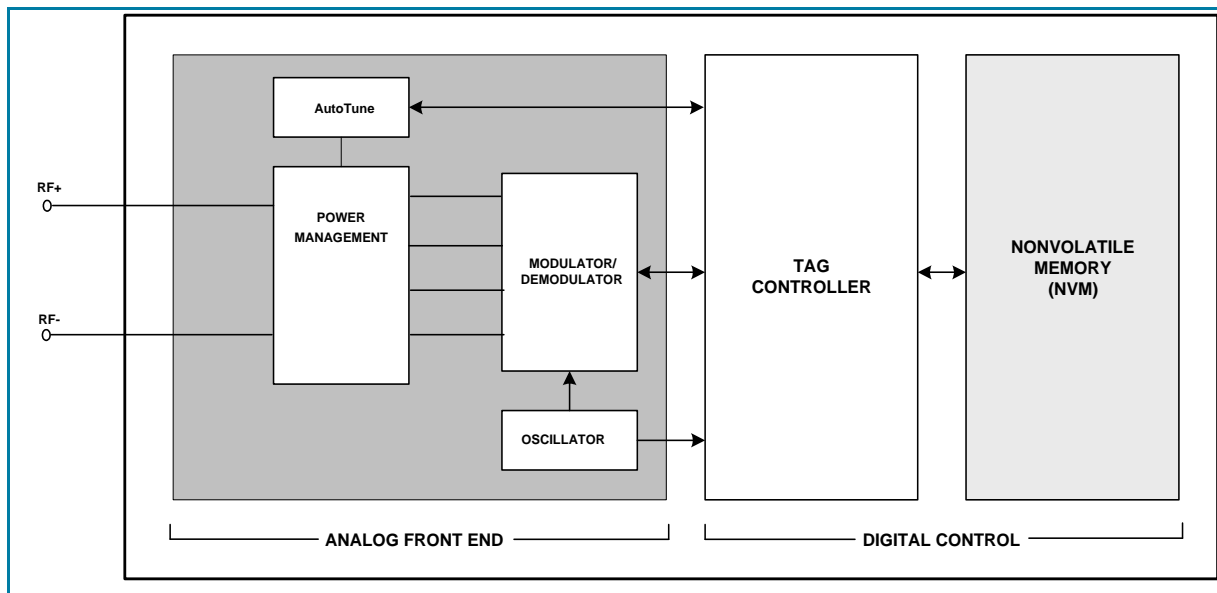 AutoTune
RF+
POWER
MANAGEMENT
RF-
MODULATOR/
DEMODULATOR
OSCILLATOR
TAG
CONTROLLER
NONVOLATILE
MEMORY
(NVM)
ANALOG FRONT END
DIGITAL CONTROL